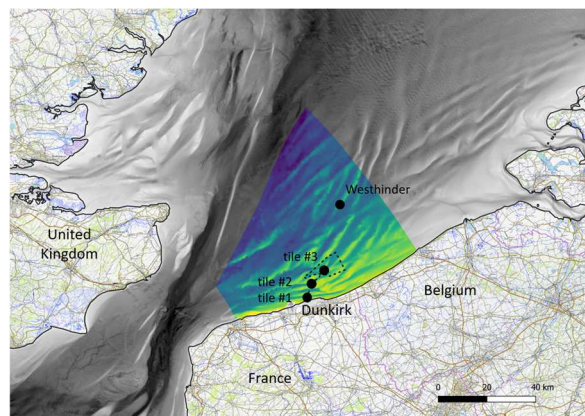 Westhinder
United
Kingdom
tile #3
tile #2
tile #1
Dunkirk
Belgium
France
0 20 40 km